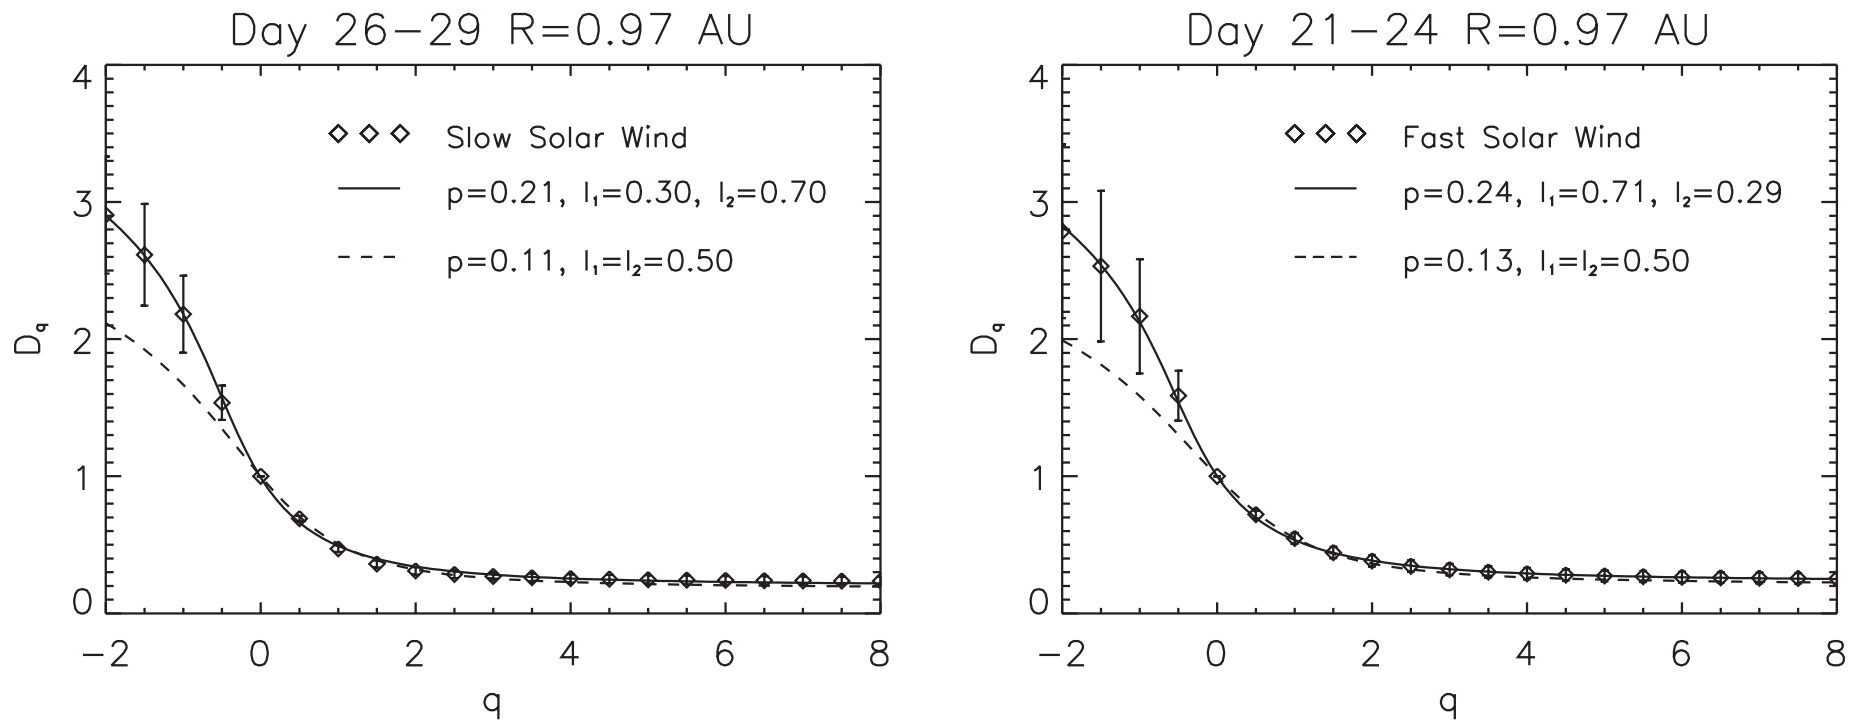 Day 26−29 R=0.97 AU
Slow Solar Wind
p=0.21, l₁=0.30, l₂=0.70
p=0.11, l₁=l₂=0.50
D_q
4
3
2
1
0
−2 0 2 4 6 8
q
Day 21−24 R=0.97 AU
Fast Solar Wind
p=0.24, l₁=0.71, l₂=0.29
p=0.13, l₁=l₂=0.50
D_q
4
3
2
1
0
−2 0 2 4 6 8
q